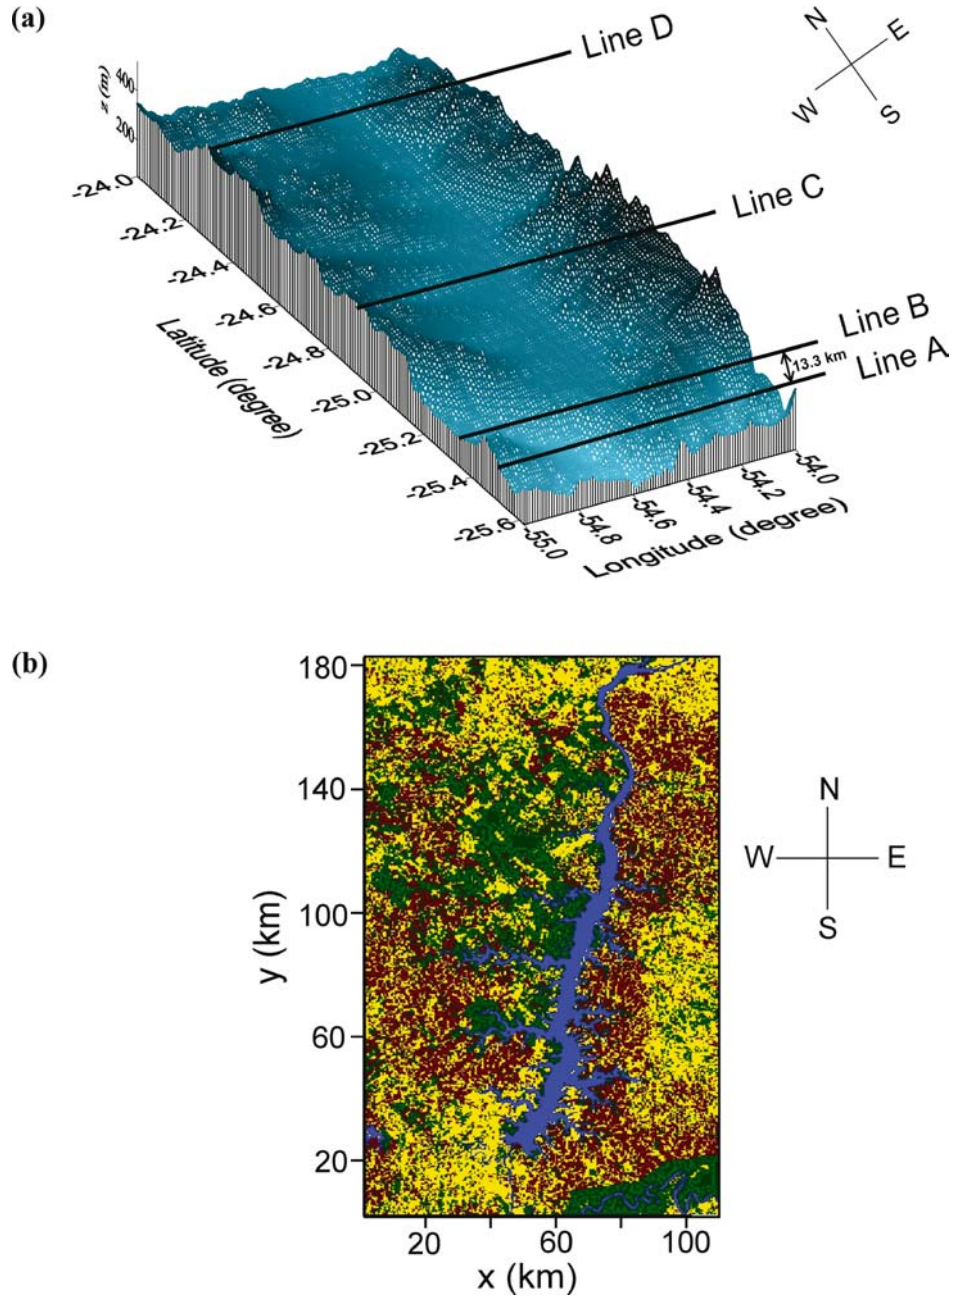 (a)
N
E
W
S
Line D
Line C
Line B
13.3 km
Line A
z (m)
400
200
-24.0
-24.2
-24.4
-24.6
-24.8
-25.0
-25.2
-25.4
-25.6
Latitude (degree)
-55.0
-54.8
-54.6
-54.4
-54.2
-54.0
Longitude (degree)
(b)
180
140
100
60
20
y (km)
20
60
100
x (km)
N
W
E
S